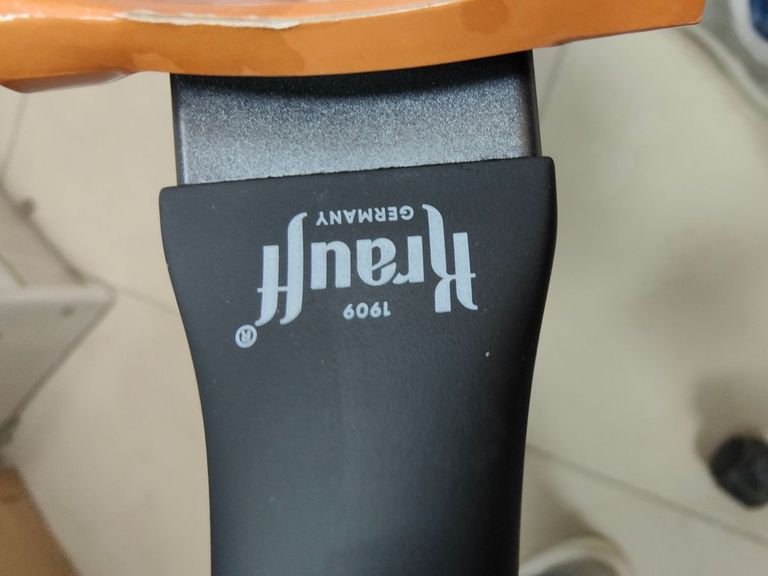 1909
®
Krauff
GERMANY